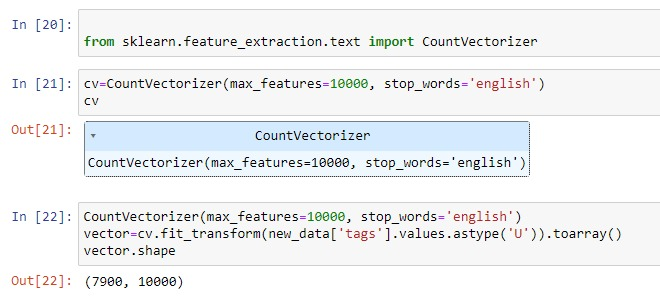 In [20]:
from sklearn.feature_extraction.text import CountVectorizer
In [21]: cv=CountVectorizer(max_features=10000, stop_words='english')
cv
Out[21]: ▾ CountVectorizer
CountVectorizer(max_features=10000, stop_words='english')
In [22]: CountVectorizer(max_features=10000, stop_words='english')
vector=cv.fit_transform(new_data['tags'].values.astype('U')).toarray()
vector.shape
Out[22]: (7900, 10000)